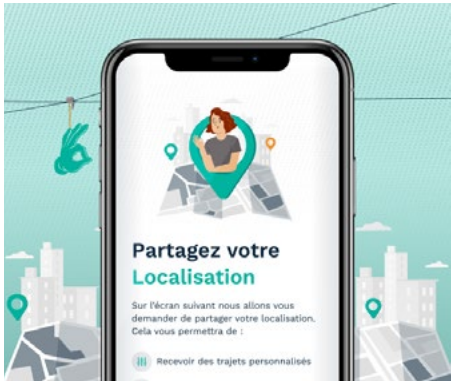 Partagez votre
Localisation
Sur l'écran suivant nous allons vous
demander de partager votre localisation.
Cela vous permettra de :
Recevoir des trajets personnalisés